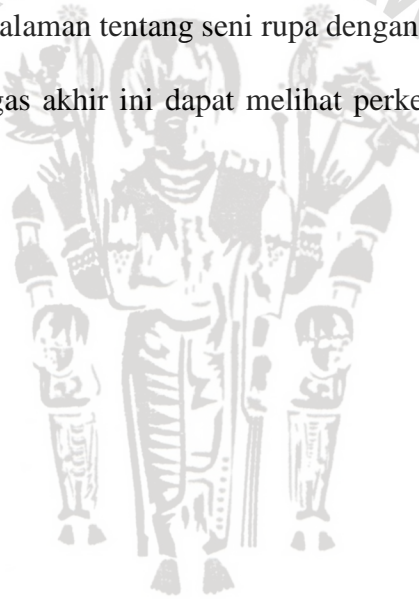 alaman tentang seni rupa dengan
gas akhir ini dapat melihat perke